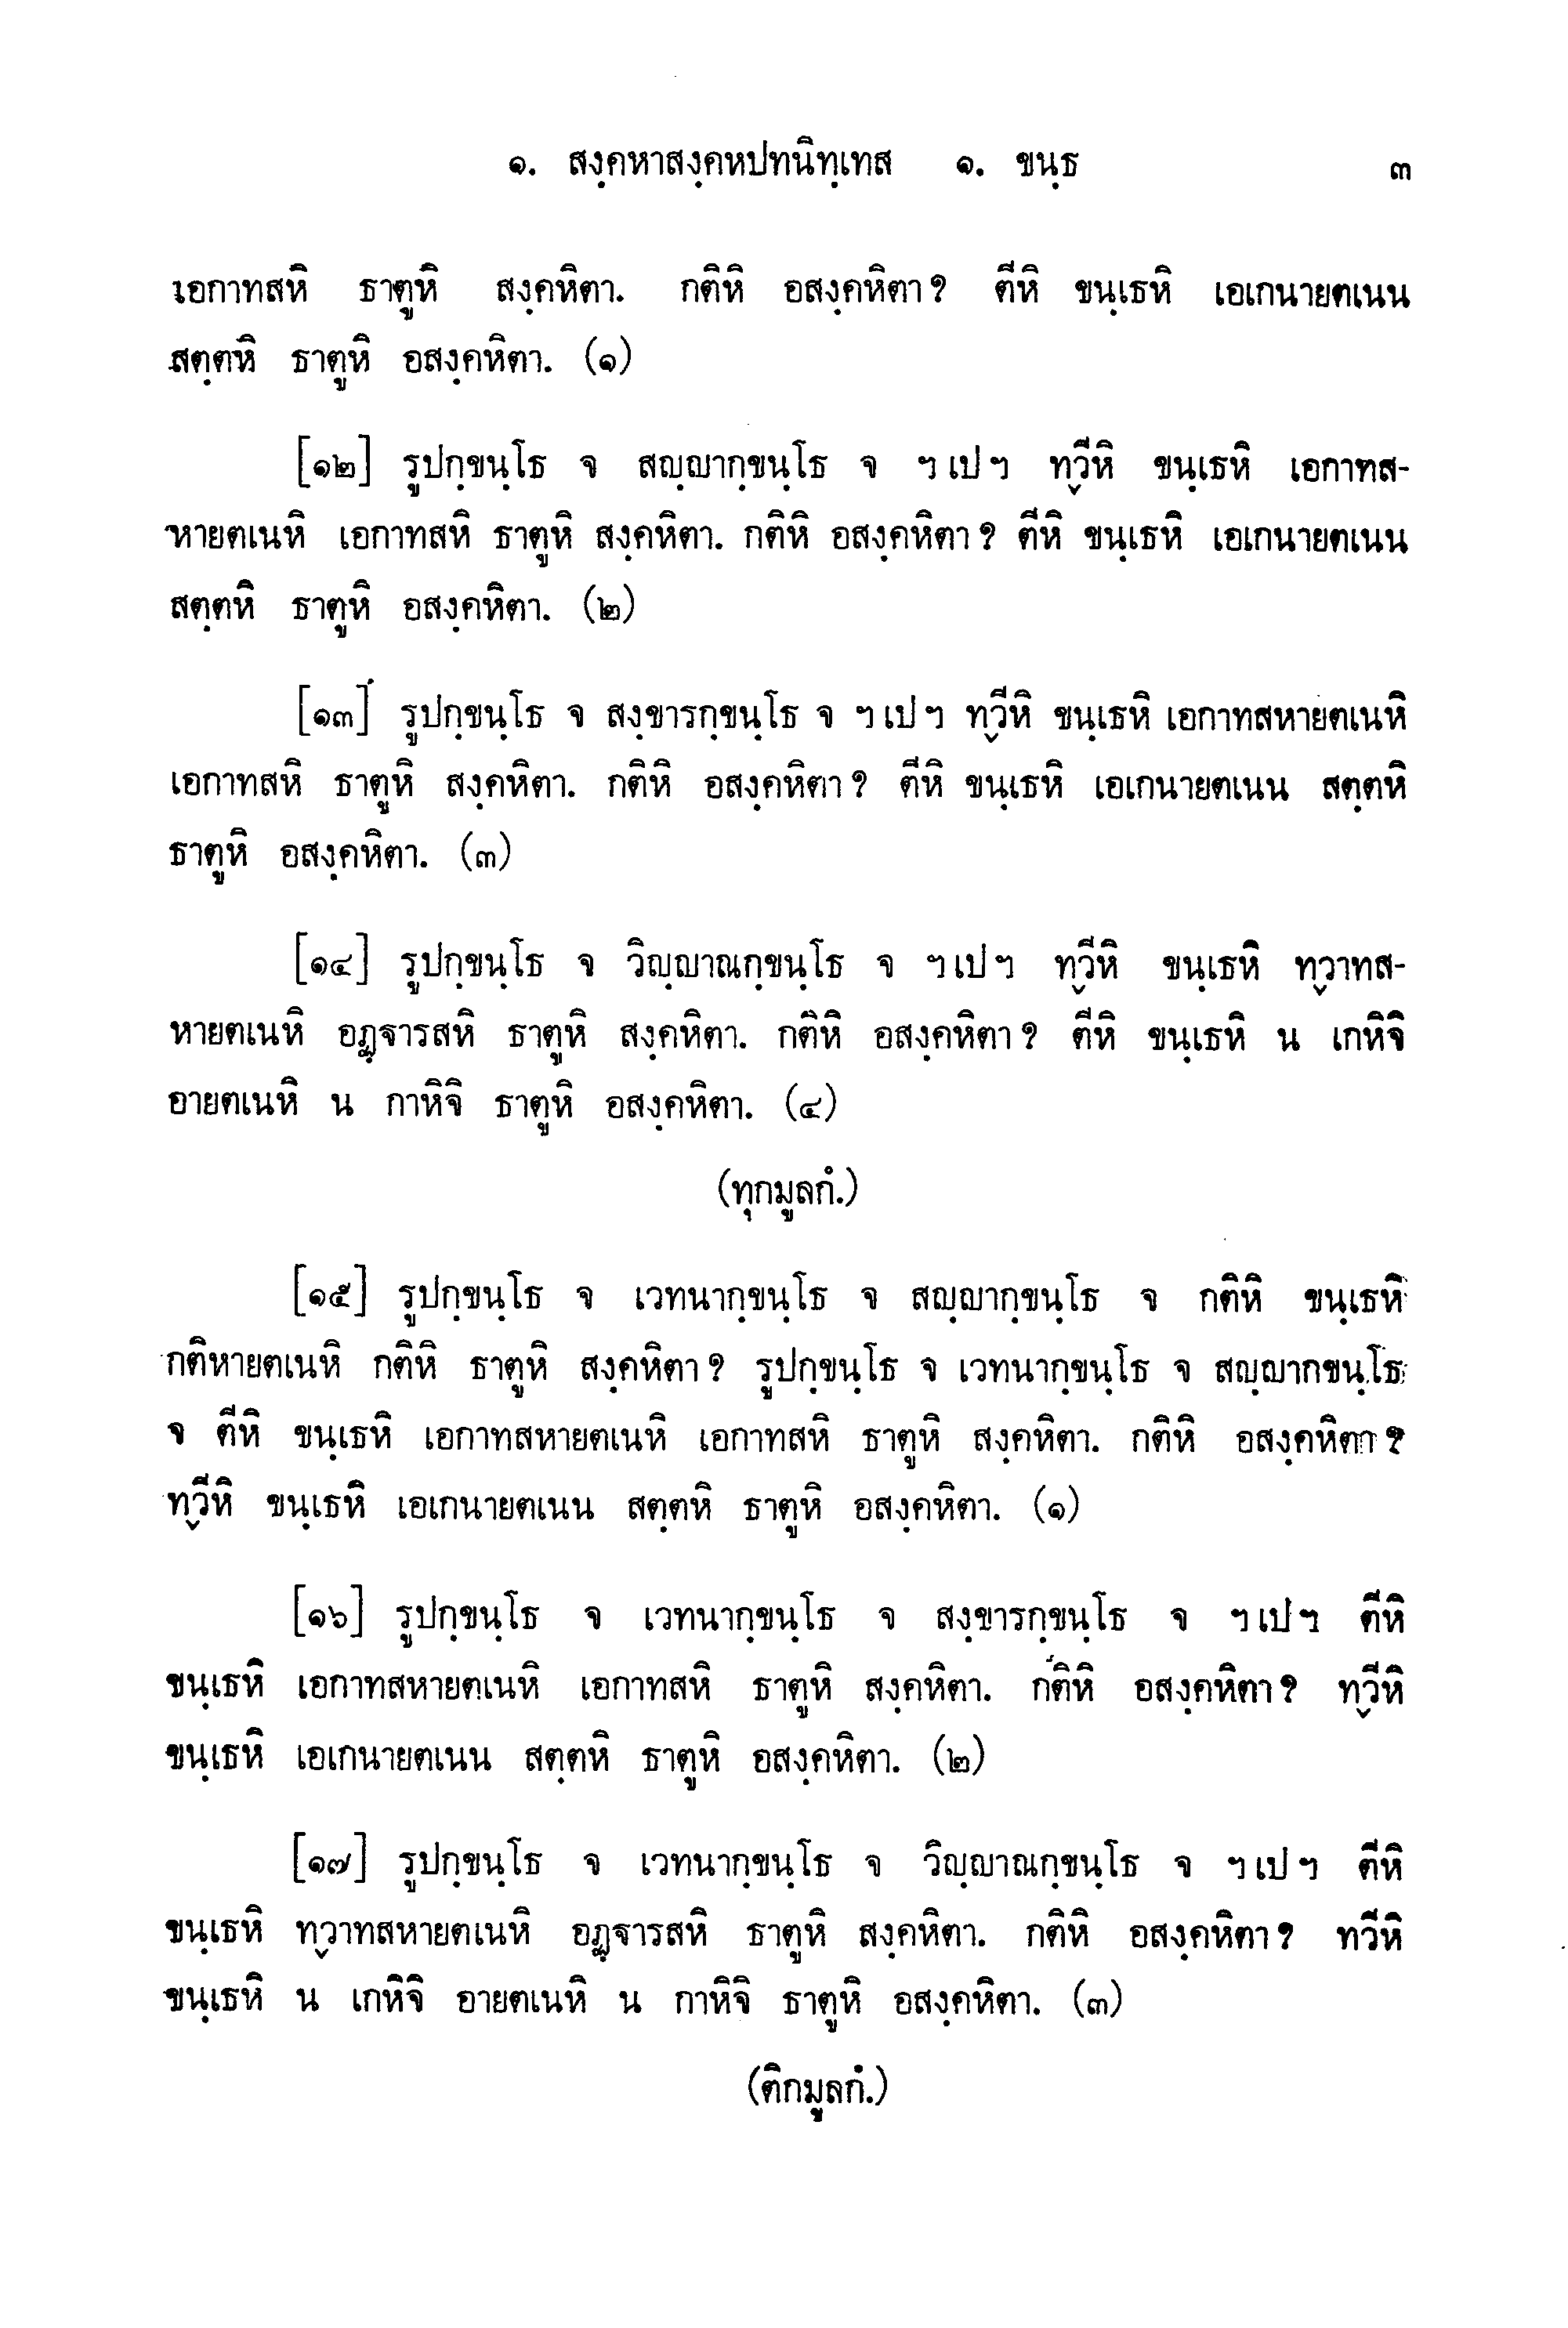 ๑. สงฺคหาสงฺคหปทนิทฺเทส ๑. ขนฺธ ๓
เอกาทสหิ ธาตูหิ สงฺคหิตา. กติหิ อสงฺคหิตา? ตีหิ ขนฺเธหิ เอเกนายตเนน
สตฺตหิ ธาตูหิ อสงฺคหิตา. (๑)
[๑๒] รูปกฺขนฺโธ จ สญฺญากฺขนฺโธ จ ฯเปฯ ทฺวีหิ ขนฺเธหิ เอกาทส-
หายตเนหิ เอกาทสหิ ธาตูหิ สงฺคหิตา. กติหิ อสงฺคหิตา? ตีหิ ขนฺเธหิ เอเกนายตเนน
สตฺตหิ ธาตูหิ อสงฺคหิตา. (๒)
[๑๓] รูปกฺขนฺโธ จ สงฺขารกฺขนฺโธ จ ฯเปฯ ทฺวีหิ ขนฺเธหิ เอกาทสหายตเนหิ
เอกาทสหิ ธาตูหิ สงฺคหิตา. กติหิ อสงฺคหิตา? ตีหิ ขนฺเธหิ เอเกนายตเนน สตฺตหิ
ธาตูหิ อสงฺคหิตา. (๓)
[๑๔] รูปกฺขนฺโธ จ วิญฺญาณกฺขนฺโธ จ ฯเปฯ ทฺวีหิ ขนฺเธหิ ทฺวาทส-
หายตเนหิ อฏฺฐารสหิ ธาตูหิ สงฺคหิตา. กติหิ อสงฺคหิตา? ตีหิ ขนฺเธหิ น เกหิจิ
อายตเนหิ น กาหิจิ ธาตูหิ อสงฺคหิตา. (๔)
(ทุกมูลกํ.)
[๑๕] รูปกฺขนฺโธ จ เวทนากฺขนฺโธ จ สญฺญากฺขนฺโธ จ กติหิ ขนฺเธหิ
กติหายตเนหิ กติหิ ธาตูหิ สงฺคหิตา? รูปกฺขนฺโธ จ เวทนากฺขนฺโธ จ สญฺญากขนฺโธ
จ ตีหิ ขนฺเธหิ เอกาทสหายตเนหิ เอกาทสหิ ธาตูหิ สงฺคหิตา. กติหิ อสงฺคหิตา?
ทฺวีหิ ขนฺเธหิ เอเกนายตเนน สตฺตหิ ธาตูหิ อสงฺคหิตา. (๑)
[๑๖] รูปกฺขนฺโธ จ เวทนากฺขนฺโธ จ สงฺขารกฺขนฺโธ จ ฯเปฯ ตีหิ
ขนฺเธหิ เอกาทสหายตเนหิ เอกาทสหิ ธาตูหิ สงฺคหิตา. กติหิ อสงฺคหิตา? ทฺวีหิ
ขนฺเธหิ เอเกนายตเนน สตฺตหิ ธาตูหิ อสงฺคหิตา. (๒)
[๑๗] รูปกฺขนฺโธ จ เวทนากฺขนฺโธ จ วิญฺญาณกฺขนฺโธ จ ฯเปฯ ตีหิ
ขนฺเธหิ ทฺวาทสหายตเนหิ อฏฺฐารสหิ ธาตูหิ สงฺคหิตา. กติหิ อสงฺคหิตา? ทวีหิ
ขนฺเธหิ น เกหิจิ อายตเนหิ น กาหิจิ ธาตูหิ อสงฺคหิตา. (๓)
(ติกมูลกํ.)